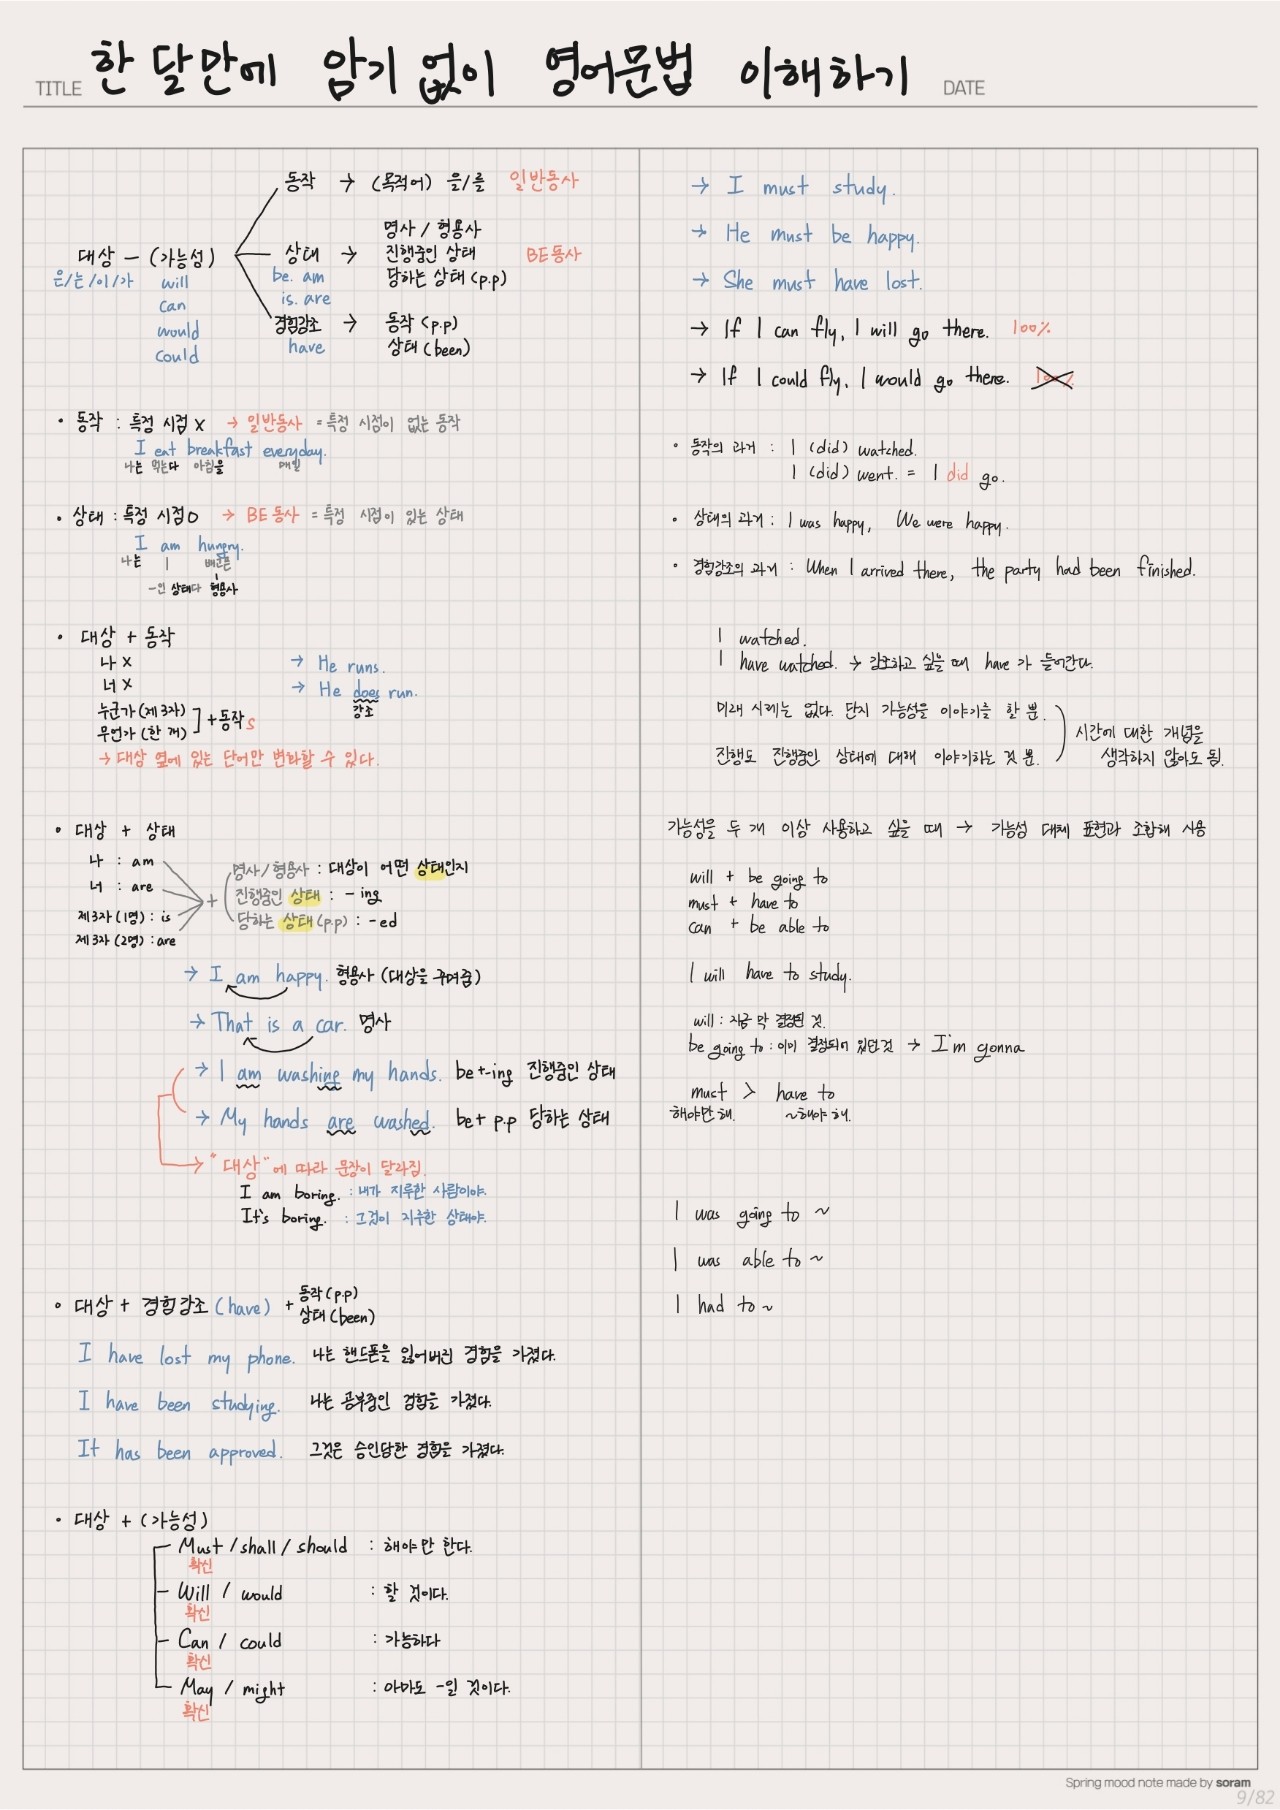 TITLE 한 달만에 암기 없이 영어문법 이해하기 DATE
동작 → (목적어) 을/를 일반동사
대상 - (가능성)
은/는/이/가
will
can
would
could
상태 →
be. am
is. are
명사 / 형용사
진행중인 상태
당하는 상태 (p.p)
BE동사
경험강조 →
have
동작 (p.p)
상태 (been)
• 동작 : 특정 시점 X → 일반동사 = 특정 시점이 없는 동작
I eat breakfast everyday.
나는 먹는다 아침을 매일
• 상태 : 특정 시점 O → BE동사 = 특정 시점이 있는 상태
I am hungry.
나는 배고픈
-인 상태다 형용사
• 대상 + 동작
나 X
너 X
누군가 (제3자)
무언가 (한 개)
+동작s
→ He runs.
→ He does run.
강조
→ 대상 옆에 있는 단어만 변화할 수 있다.
• 대상 + 상태
나 : am
너 : are
제3자 (1명) : is
제3자 (2명) : are
+
명사/형용사 : 대상이 어떤 상태인지
진행중인 상태 : -ing
당하는 상태 (p.p) : -ed
→ I am happy. 형용사 (대상을 꾸며줌)
→ That is a car. 명사
→ I am washing my hands. be+-ing 진행중인 상태
→ My hands are washed. be+ p.p 당하는 상태
→ "대상"에 따라 문장이 달라짐.
I am boring. : 내가 지루한 사람이야.
It's boring. : 그것이 지루한 상태야.
• 대상 + 경험강조 (have) + 동작 (p.p)
상태 (been)
I have lost my phone. 나는 핸드폰을 잃어버린 경험을 가졌다.
I have been studying. 나는 공부중인 경험을 가졌다.
It has been approved. 그것은 승인당한 경험을 가졌다.
• 대상 + (가능성)
Must / shall / should : 해야만 한다.
확신
Will / would : 할 것이다.
확신
Can / could : 가능하다
확신
May / might : 아마도 -일 것이다.
확신
→ I must study.
→ He must be happy.
→ She must have lost.
→ If I can fly, I will go there. 100%
→ If I could fly, I would go there. 100%
• 동작의 과거 : I (did) watched.
I (did) went. = I did go.
• 상태의 과거 : I was happy, We were happy.
• 경험강조의 과거 : When I arrived there, the party had been finished.
I watched.
I have watched. → 강조하고 싶을 때 have 가 들어간다.
미래 시제는 없다. 단지 가능성을 이야기를 할 뿐.
진행도 진행중인 상태에 대해 이야기하는 것 뿐.
시간에 대한 개념을
생각하지 않아도 됨.
가능성을 두 개 이상 사용하고 싶을 때 → 가능성 대체 표현과 조합해 사용
will + be going to
must + have to
can + be able to
I will have to study.
will : 지금 막 결정된 것.
be going to : 이미 결정되어 있던 것 → I'm gonna
must > have to
해야만 해. ~해야 해.
I was going to ~
I was able to ~
I had to ~
Spring mood note made by soram
9/82